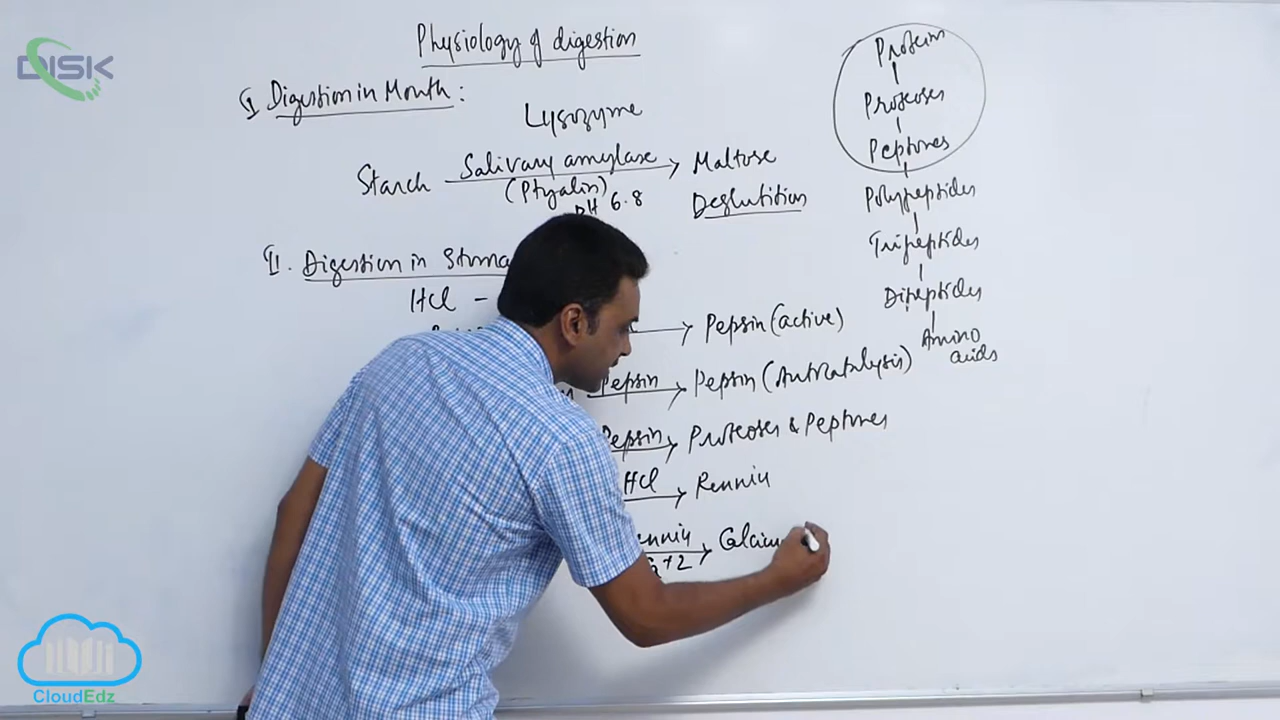 DISK
Physiology of digestion
I Digestion in Mouth :
Lysozyme
Starch Salivary amylase → Maltose
(Ptyalin)
pH 6.8
Deglutition
II. Digestion in Stoma
HCl -
→ Pepsin (active)
Pepsin → Pepsin (Autocatalysis)
Pepsin → Proteoses & Peptones
HCl → Rennin
ennin → Calcium
+2
Proteins
Proteoses
Peptones
Polypeptides
Tripeptides
Dipeptides
Amino
acids
CloudEdz